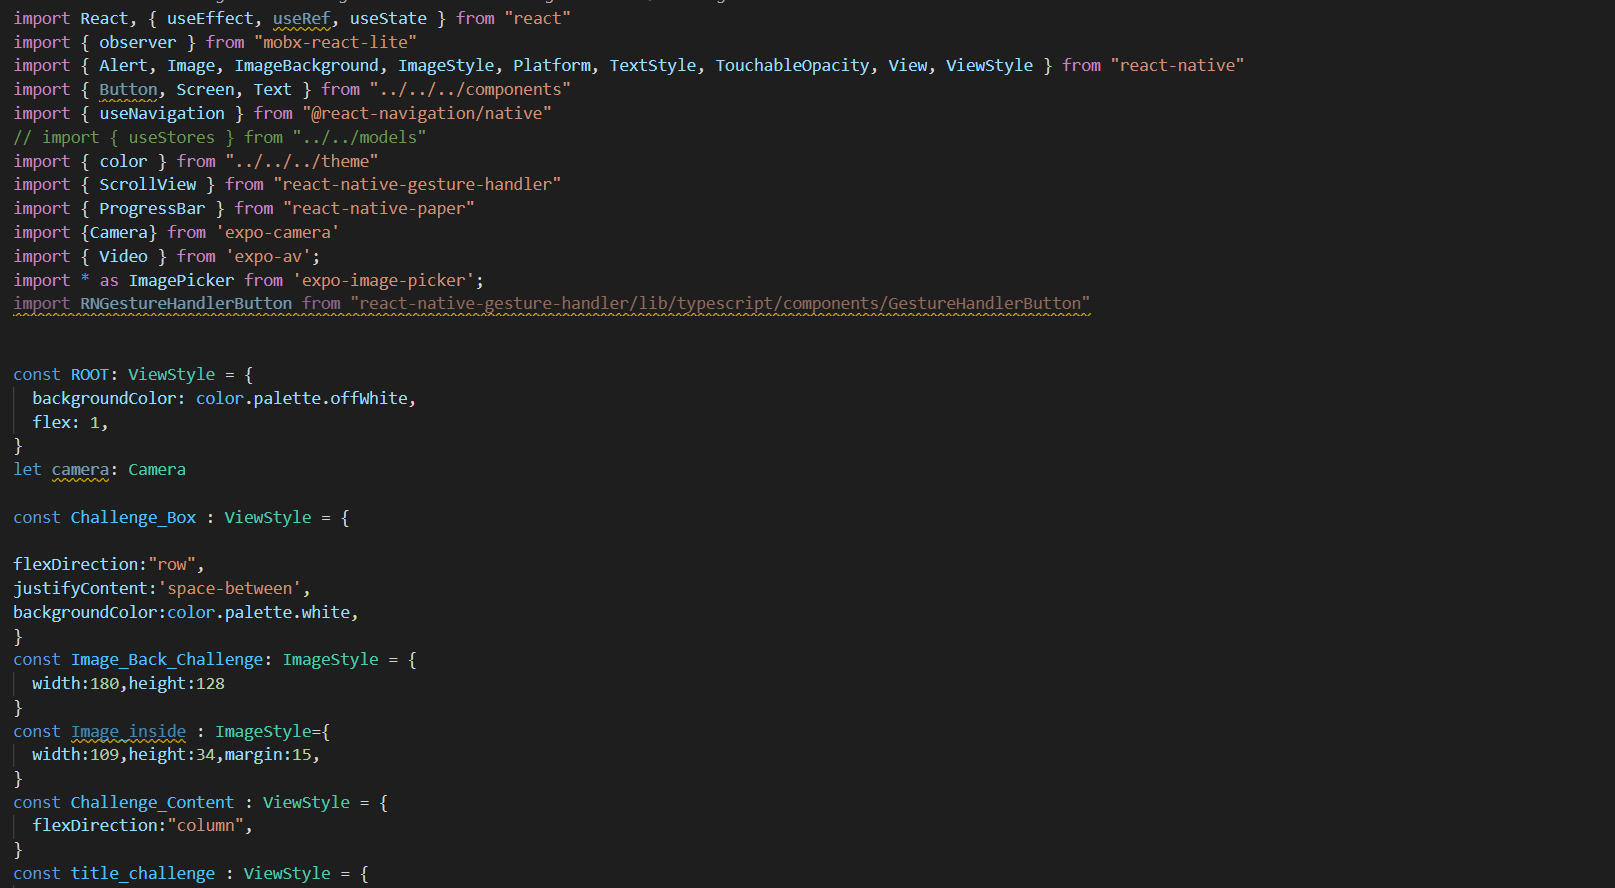 import React, { useEffect, useRef, useState } from "react"
import { observer } from "mobx-react-lite"
import { Alert, Image, ImageBackground, ImageStyle, Platform, TextStyle, TouchableOpacity, View, ViewStyle } from "react-native"
import { Button, Screen, Text } from "../../../components"
import { useNavigation } from "@react-navigation/native"
// import { useStores } from "../../models"
import { color } from "../../../theme"
import { ScrollView } from "react-native-gesture-handler"
import { ProgressBar } from "react-native-paper"
import {Camera} from 'expo-camera'
import { Video } from 'expo-av';
import * as ImagePicker from 'expo-image-picker';
import RNGestureHandlerButton from "react-native-gesture-handler/lib/typescript/components/GestureHandlerButton"
const ROOT: ViewStyle = {
  backgroundColor: color.palette.offWhite,
  flex: 1,
}
let camera: Camera
const Challenge_Box : ViewStyle = {
flexDirection:"row",
justifyContent:'space-between',
backgroundColor:color.palette.white,
}
const Image_Back_Challenge: ImageStyle = {
  width:180,height:128
}
const Image_inside : ImageStyle={
  width:109,height:34,margin:15,
}
const Challenge_Content : ViewStyle = {
  flexDirection:"column",
}
const title_challenge : ViewStyle = {